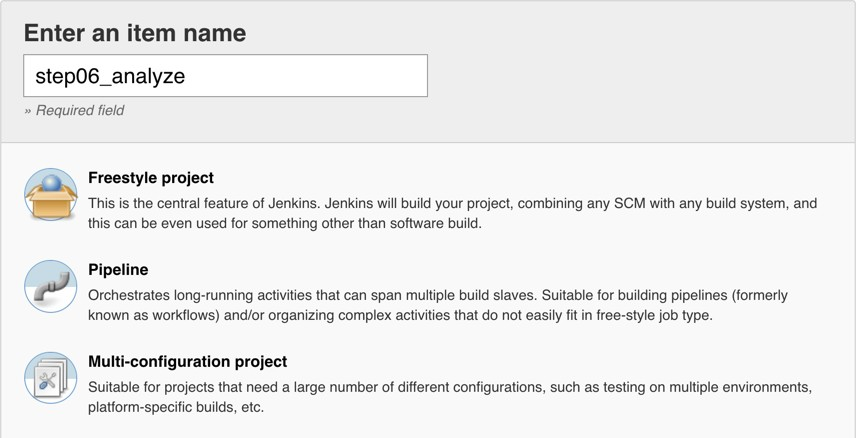 Enter an item name
step06_analyze
» Required field
Freestyle project
This is the central feature of Jenkins. Jenkins will build your project, combining any SCM with any build system, and
this can be even used for something other than software build.
Pipeline
Orchestrates long-running activities that can span multiple build slaves. Suitable for building pipelines (formerly
known as workflows) and/or organizing complex activities that do not easily fit in free-style job type.
Multi-configuration project
Suitable for projects that need a large number of different configurations, such as testing on multiple environments,
platform-specific builds, etc.